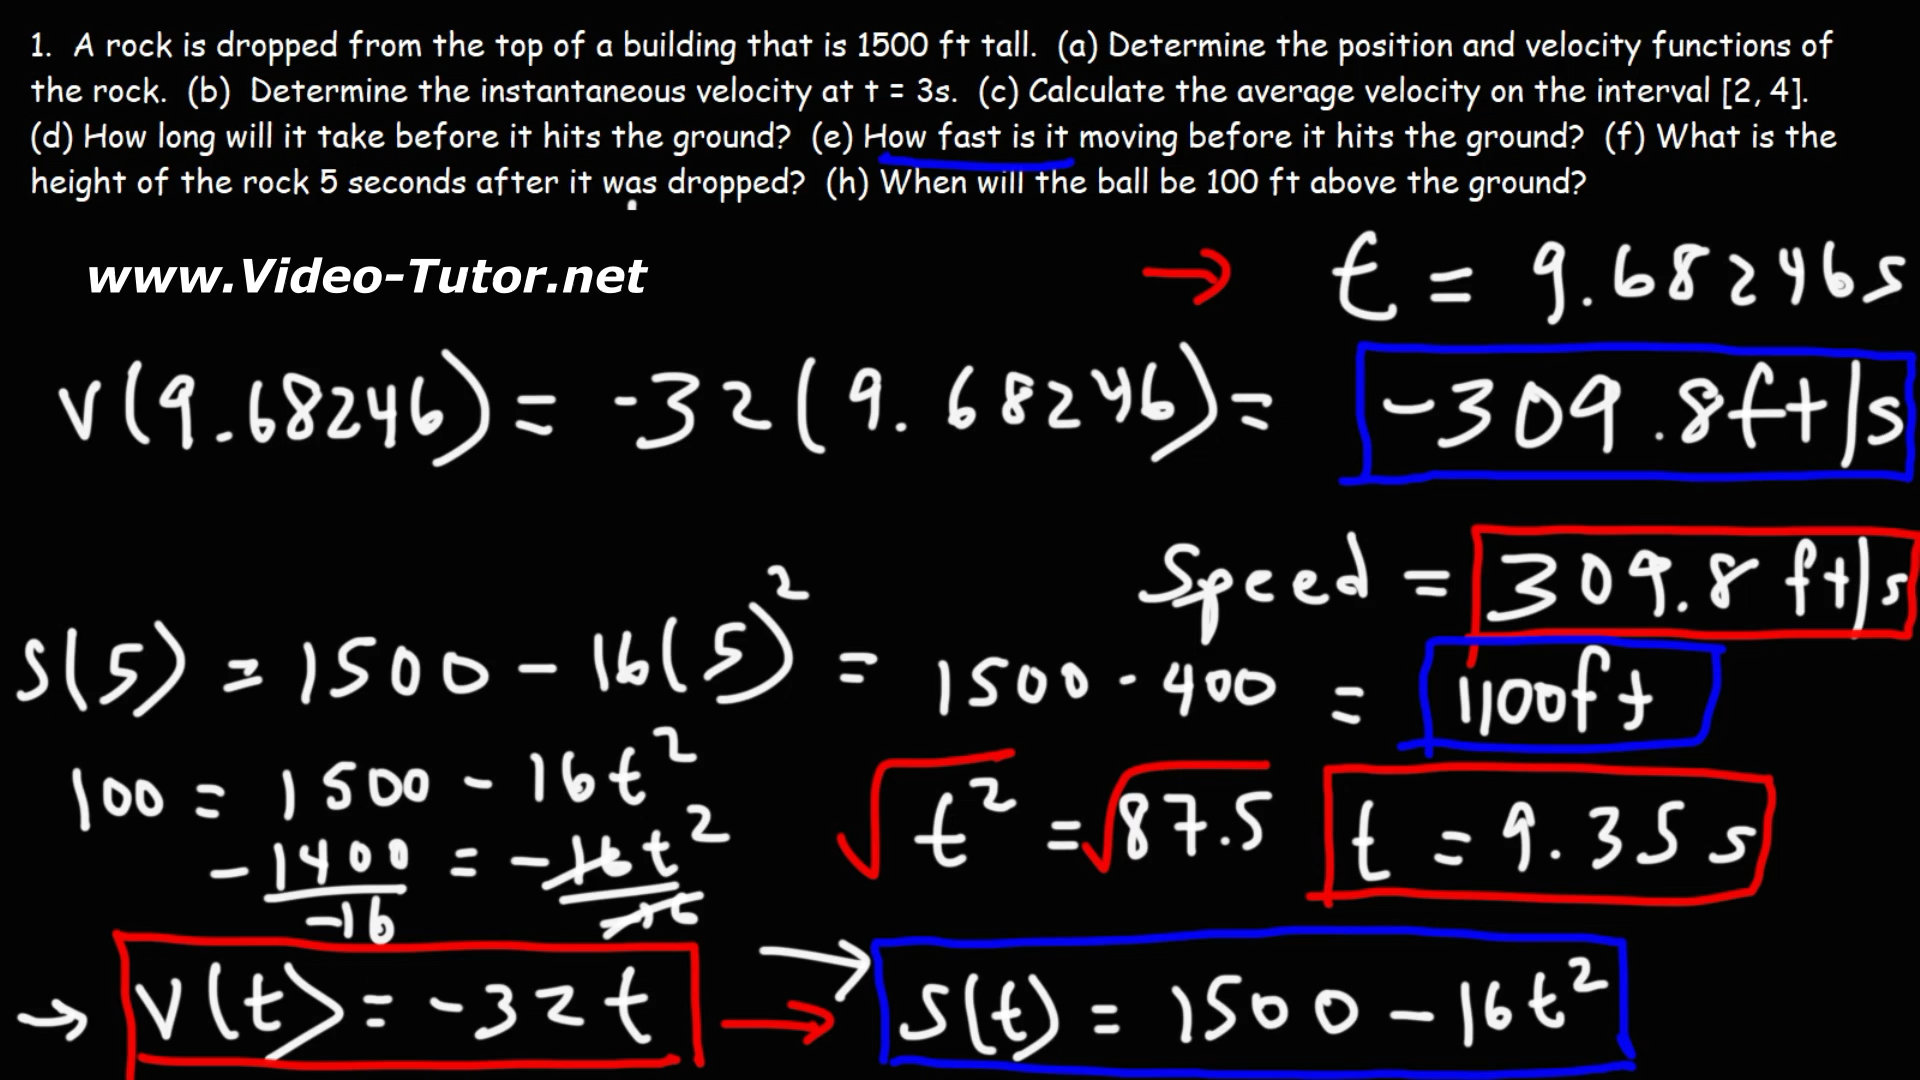 1. A rock is dropped from the top of a building that is 1500 ft tall. (a) Determine the position and velocity functions of
the rock. (b) Determine the instantaneous velocity at t = 3s. (c) Calculate the average velocity on the interval [2, 4].
(d) How long will it take before it hits the ground? (e) How fast is it moving before it hits the ground? (f) What is the
height of the rock 5 seconds after it was dropped? (h) When will the ball be 100 ft above the ground?
www.Video-Tutor.net
→ t = 9.68246s
v(9.68246) = -32(9.68246) = -309.8ft/s
Speed = 309.8 ft/s
s(5) = 1500 - 16(5)² = 1500 - 400 = 1100ft
100 = 1500 - 16t²
-1400 = -16t²
-16 -16
√t² = √87.5 t = 9.35 s
→ v(t) = -32t → → s(t) = 1500 - 16t²